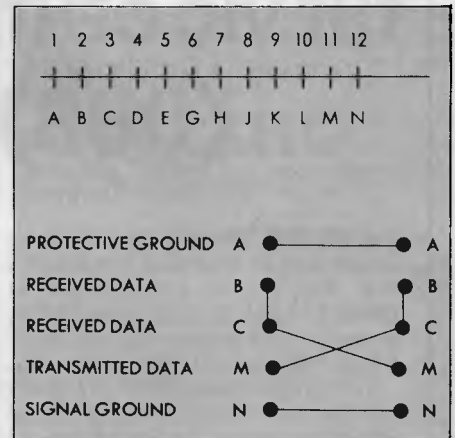 1 2 3 4 5 6 7 8 9 10 11 12
A B C D E G H J K L M N
PROTECTIVE GROUND A A
RECEIVED DATA B B
RECEIVED DATA C C
TRANSMITTED DATA M M
SIGNAL GROUND N N